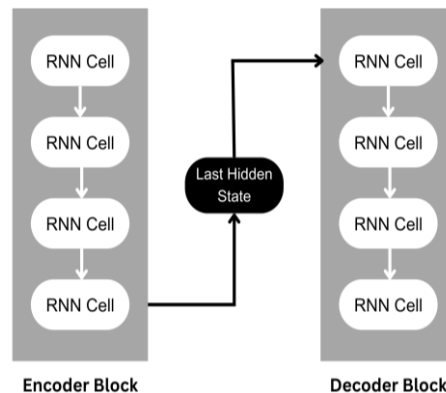 RNN Cell
RNN Cell
RNN Cell
RNN Cell
Encoder Block
Last Hidden
State
RNN Cell
RNN Cell
RNN Cell
RNN Cell
Decoder Block